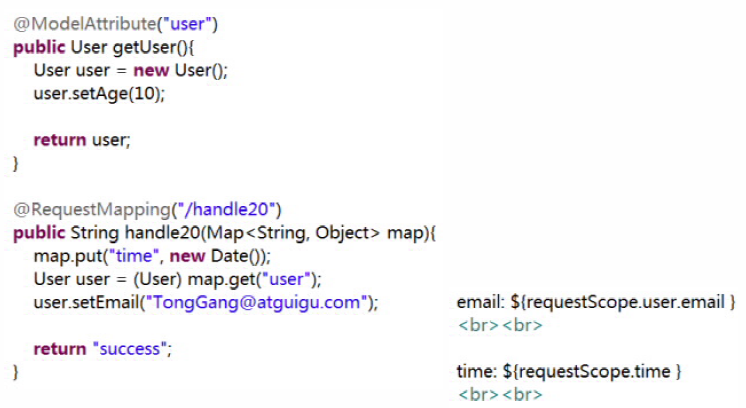 @ModelAttribute("user")
public User getUser(){
User user = new User();
user.setAge(10);
return user;
}
@RequestMapping("/handle20")
public String handle20(Map<String, Object> map){
map.put("time", new Date());
User user = (User) map.get("user");
user.setEmail("TongGang@atguigu.com");
return "success";
}
email: ${requestScope.user.email }
<br><br>
time: ${requestScope.time }
<br><br>